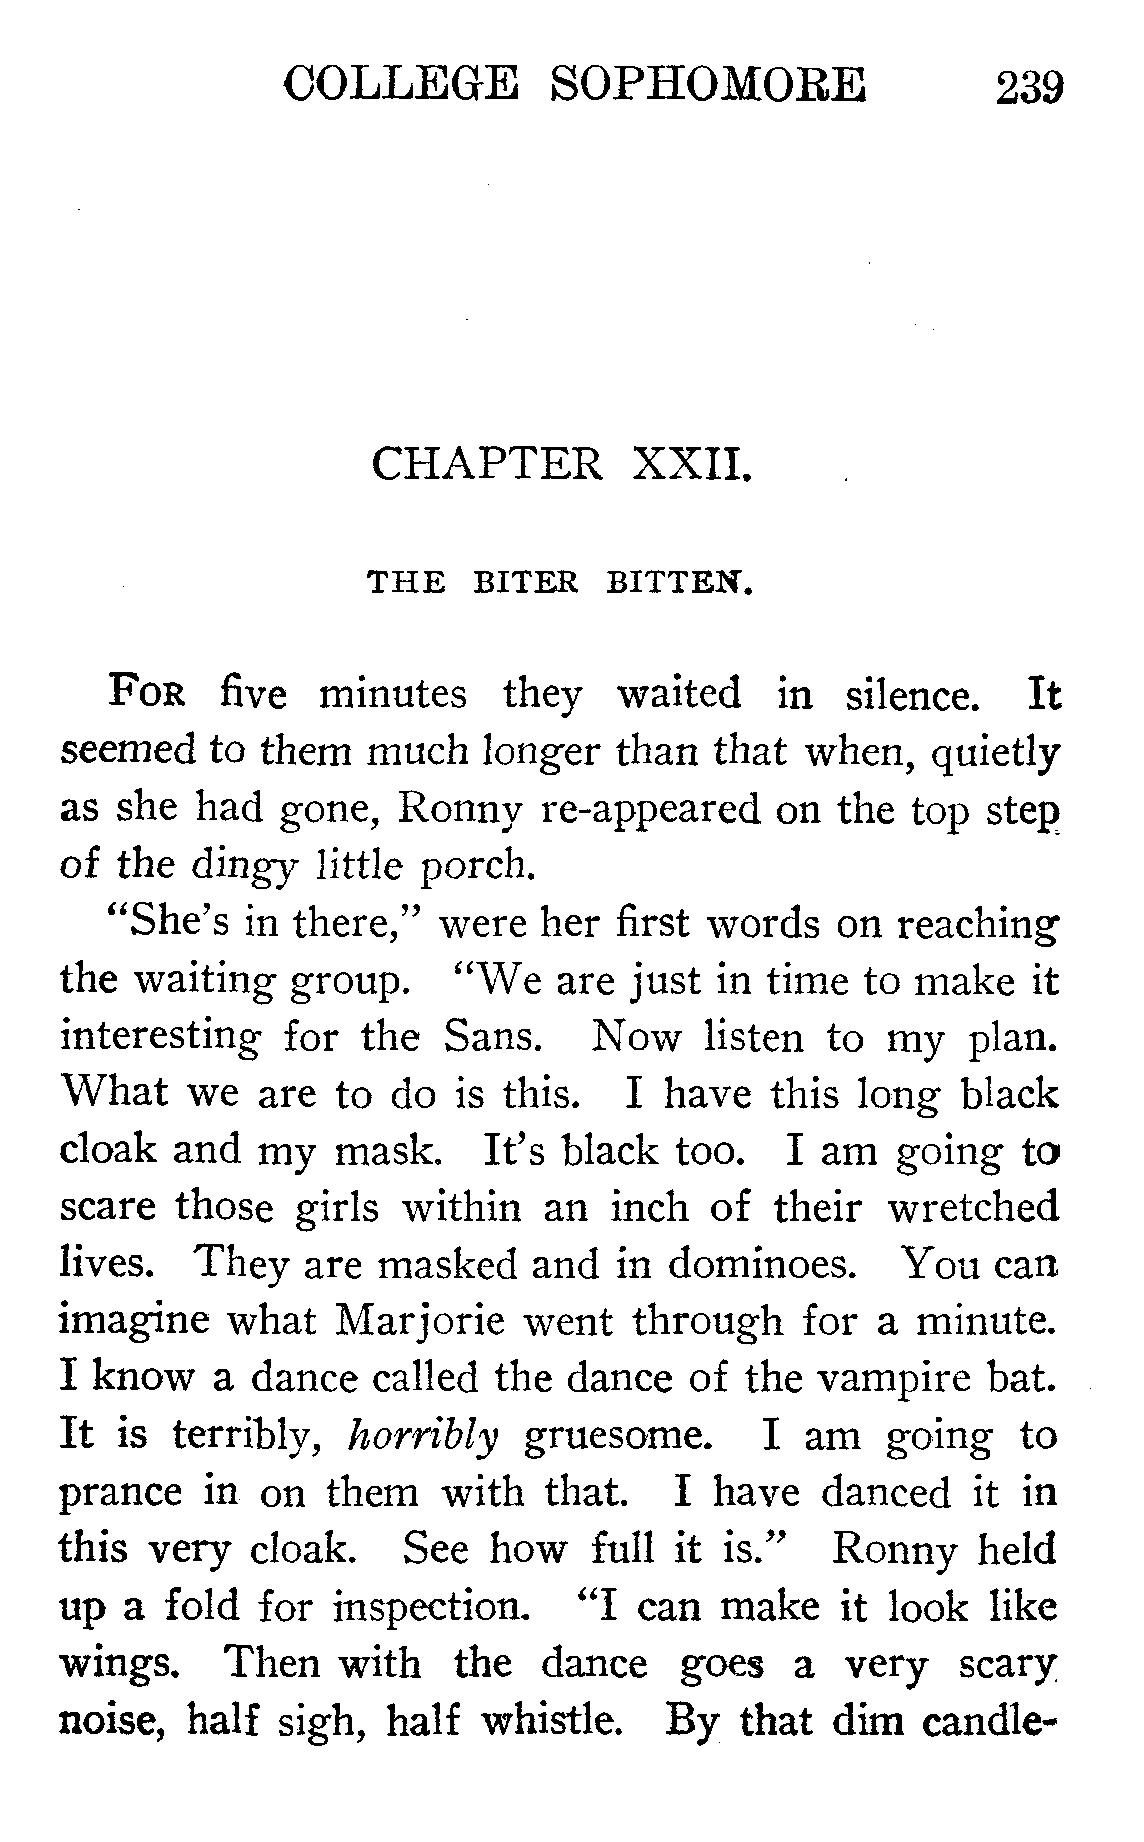 COLLEGE SOPHOMORE 239
CHAPTER XXII.
THE BITER BITTEN.
FOR five minutes they waited in silence. It
seemed to them much longer than that when, quietly
as she had gone, Ronny re-appeared on the top step
of the dingy little porch.
“She’s in there,” were her first words on reaching
the waiting group. “We are just in time to make it
interesting for the Sans. Now listen to my plan.
What we are to do is this. I have this long black
cloak and my mask. It’s black too. I am going to
scare those girls within an inch of their wretched
lives. They are masked and in dominoes. You can
imagine what Marjorie went through for a minute.
I know a dance called the dance of the vampire bat.
It is terribly, horribly gruesome. I am going to
prance in on them with that. I have danced it in
this very cloak. See how full it is.” Ronny held
up a fold for inspection. “I can make it look like
wings. Then with the dance goes a very scary
noise, half sigh, half whistle. By that dim candle-